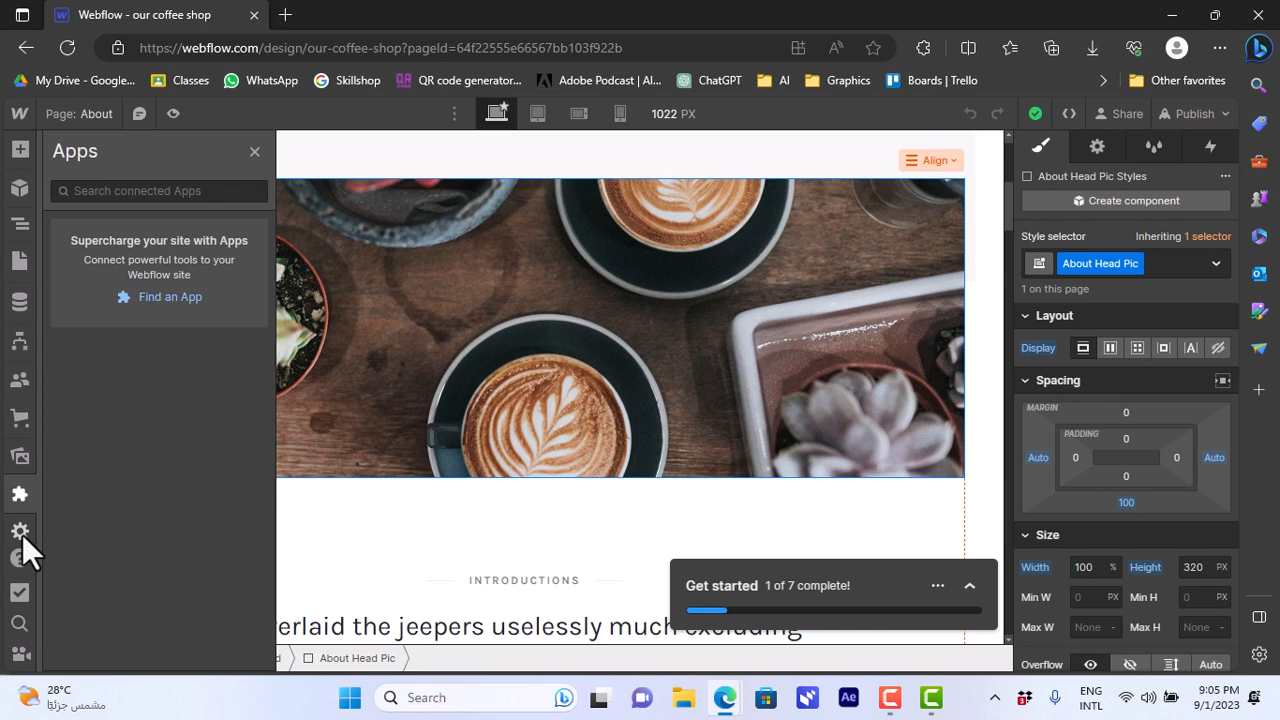 Webflow - our coffee shop
https://webflow.com/design/our-coffee-shop?pageId=64f22555e66567bb103f922b
My Drive - Google...
Classes
WhatsApp
Skillshop
QR code generator...
Adobe Podcast | AI...
ChatGPT
AI
Graphics
Boards | Trello
Other favorites
Page: About
1022 PX
Share
Publish
Apps
Search connected Apps
Supercharge your site with Apps
Connect powerful tools to your
Webflow site
Find an App
Align
INTRODUCTIONS
erlaid the jeepers uselessly much excluding
Get started 1 of 7 complete!
d
About Head Pic
About Head Pic Styles
Create component
Style selector
Inheriting 1 selector
About Head Pic
1 on this page
Layout
Display
Spacing
MARGIN
0
PADDING
0
Auto 0 0 Auto
0
100
Size
Width 100 % Height 320 PX
Min W 0 PX Min H 0 PX
Max W None - Max H None -
Overflow Auto
28°C
مشمس جزئيًا
Search
ENG
INTL
9:05 PM
9/1/2023